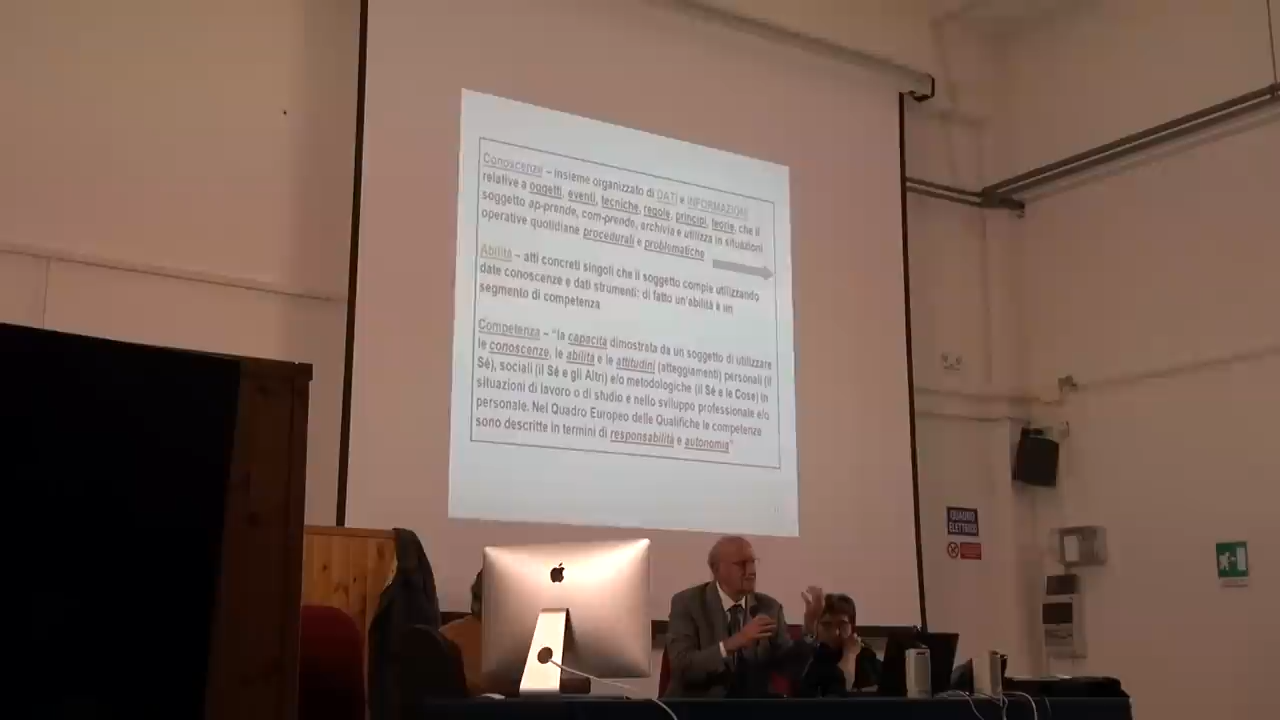 Conoscenze – insieme organizzato di DATI e INFORMAZIONI
relative a oggetti, eventi, tecniche, regole, principi, teorie, che il
soggetto ap-prende, com-prende, archivia e utilizza in situazioni
operative quotidiane procedurali e problematiche
Abilità – atti concreti singoli che il soggetto compie utilizzando
date conoscenze e dati strumenti: di fatto un'abilità è un
segmento di competenza
Competenza – "la capacità dimostrata da un soggetto di utilizzare
le conoscenze, le abilità e le attitudini (atteggiamenti) personali (il
Sé), sociali (il Sé e gli Altri) e/o metodologiche (il Sé e le Cose) in
situazioni di lavoro o di studio e nello sviluppo professionale e/o
personale. Nel Quadro Europeo delle Qualifiche le competenze
sono descritte in termini di responsabilità e autonomia"
QUADRO
ELETTRICO